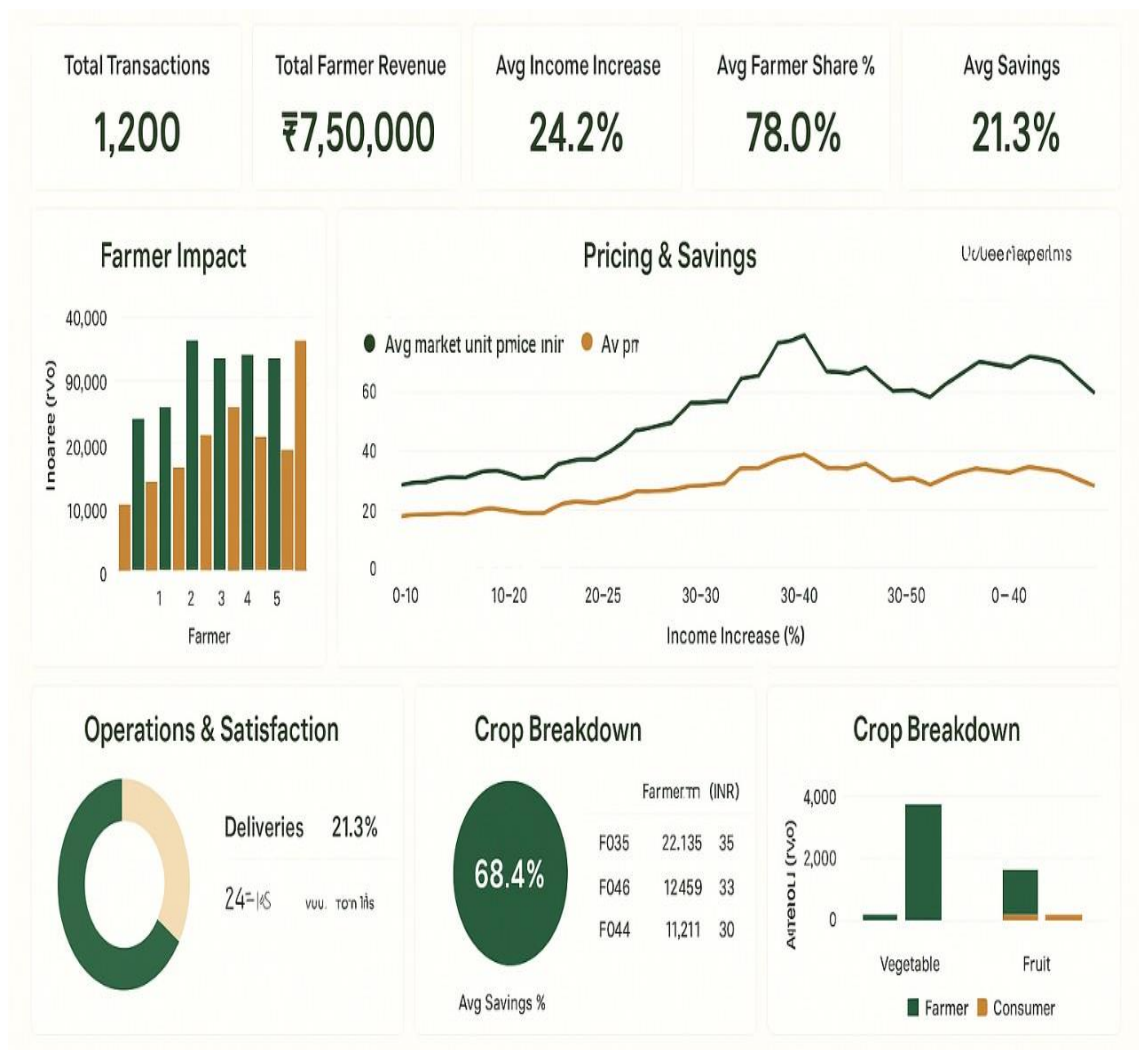 Total Transactions
1,200
Total Farmer Revenue
₹7,50,000
Avg Income Increase
24.2%
Avg Farmer Share %
78.0%
Avg Savings
21.3%
Farmer Impact
40,000
90,000
20,000
10,000
0
1 2 3 4 5
Farmer
Pricing & Savings
Avg market unit
60
40
20
0
0-10 10–20 20–25 30–30 30–40 30–50 0–40
Income Increase (%)
Operations & Satisfaction
Deliveries 21.3%
Crop Breakdown
68.4%
Avg Savings %
(INR)
F035 22.135 35
F046 12459 33
F044 11,211 30
Crop Breakdown
4,000
2,000
0
Vegetable Fruit
Farmer Consumer